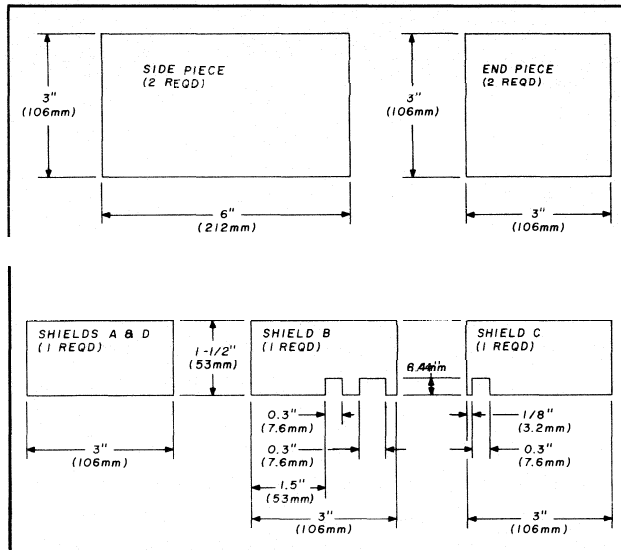 SIDE PIECE
(2 REQD)
END PIECE
(2 REQD)
3"
(106mm)
3"
(106mm)
6"
(212mm)
3"
(106mm)
SHIELDS A & D
(1 REQD)
1-1/2"
(53mm)
SHIELD B
(1 REQD)
SHIELD C
(1 REQD)
0.3"
(7.6mm)
1/8"
(3.2mm)
0.3"
(7.6mm)
0.3"
(7.6mm)
1.5"
(53mm)
3"
(106mm)
3"
(106mm)
3"
(106mm)